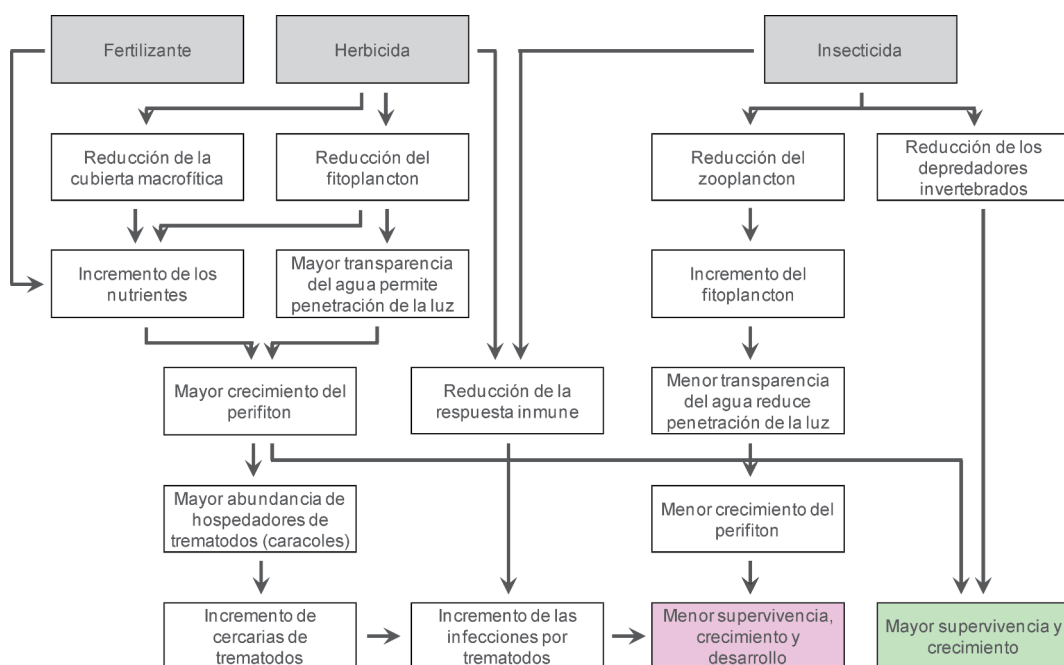 Fertilizante
Herbicida
Insecticida
Reducción de la
cubierta macrofítica
Reducción del
fitoplancton
Reducción del
zooplancton
Reducción de los
depredadores
invertebrados
Incremento de los
nutrientes
Mayor transparencia
del agua permite
penetración de la luz
Incremento del
fitoplancton
Mayor crecimiento del
perifiton
Reducción de la
respuesta inmune
Menor transparencia
del agua reduce
penetración de la luz
Mayor abundancia de
hospedadores de
trematodos (caracoles)
Menor crecimiento del
perifiton
Incremento de
cercarias de
trematodos
Incremento de las
infecciones por
trematodos
Menor supervivencia,
crecimiento y
desarrollo
Mayor supervivencia y
crecimiento